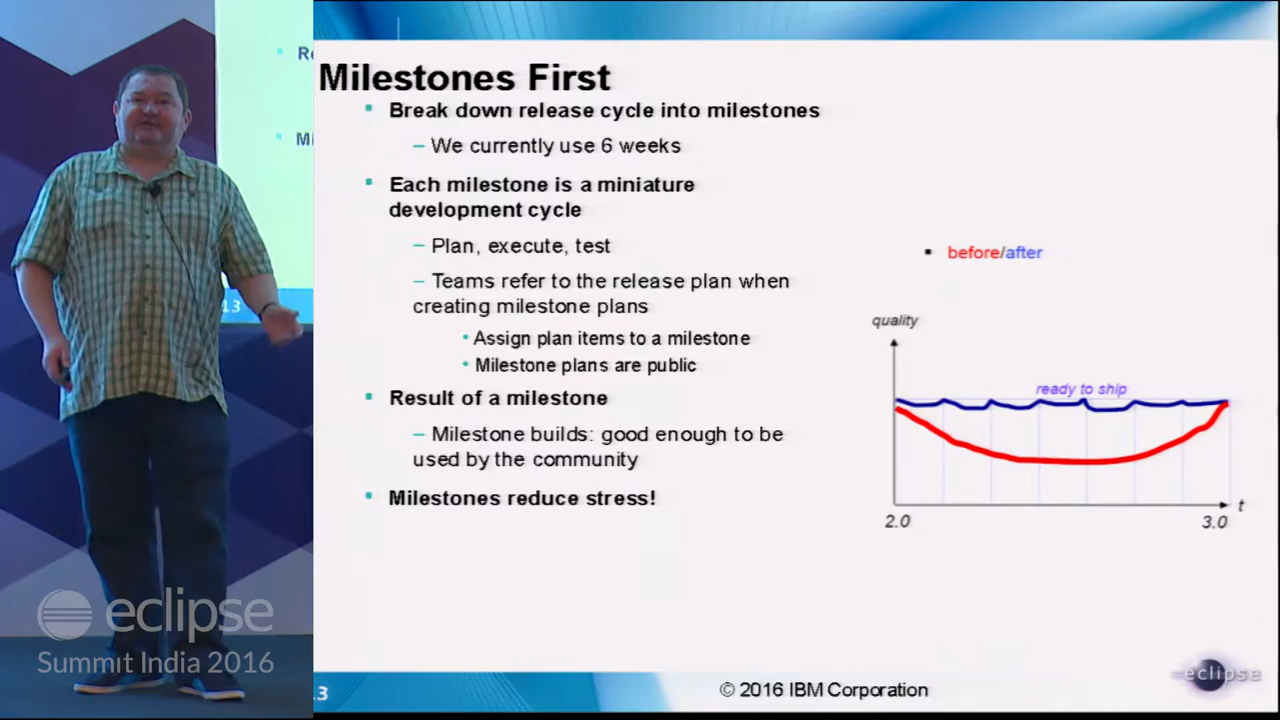 Milestones First
▪ Break down release cycle into milestones
– We currently use 6 weeks
▪ Each milestone is a miniature
development cycle
– Plan, execute, test
– Teams refer to the release plan when
creating milestone plans
• Assign plan items to a milestone
• Milestone plans are public
▪ Result of a milestone
– Milestone builds: good enough to be
used by the community
▪ Milestones reduce stress!
• before/after
quality
ready to ship
t
2.0
3.0
13
eclipse
Summit India 2016
© 2016 IBM Corporation
eclipse